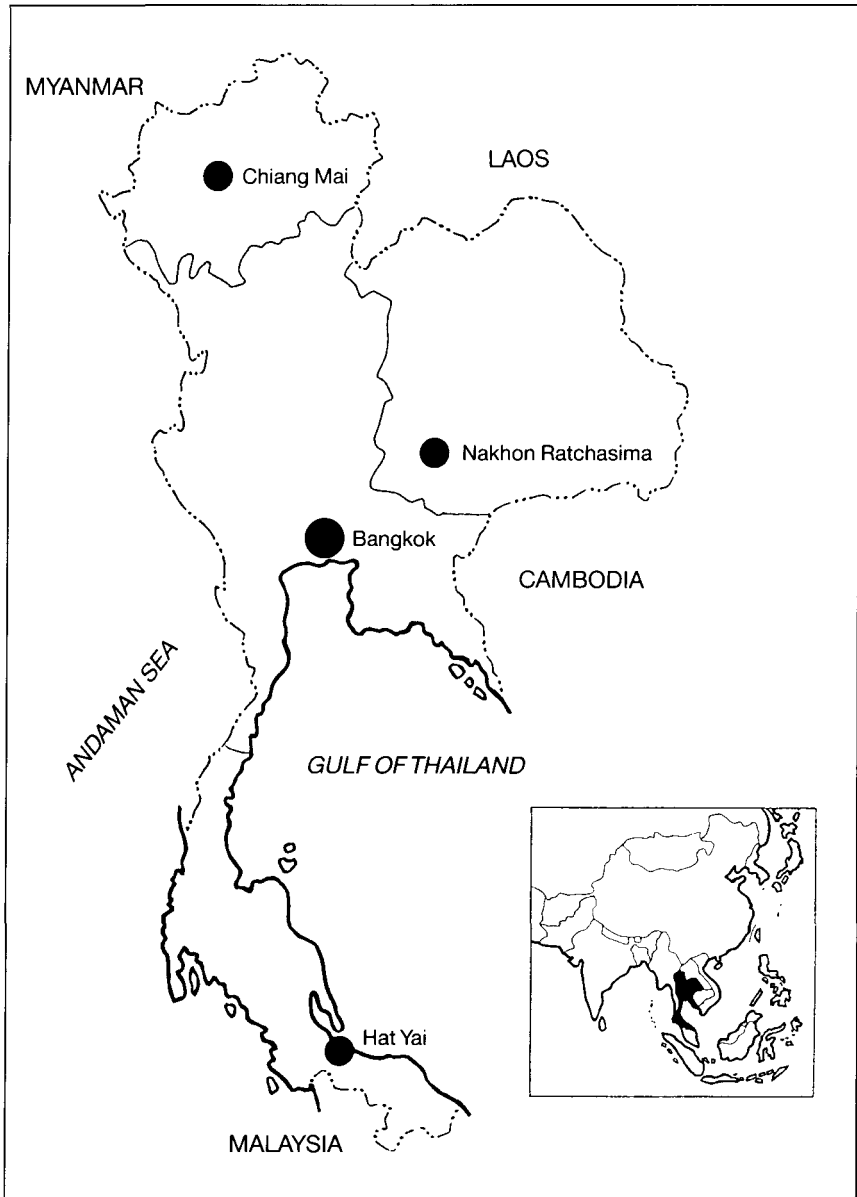 MYANMAR
LAOS
Chiang Mai
Nakhon Ratchasima
Bangkok
CAMBODIA
ANDAMAN SEA
GULF OF THAILAND
Hat Yai
MALAYSIA